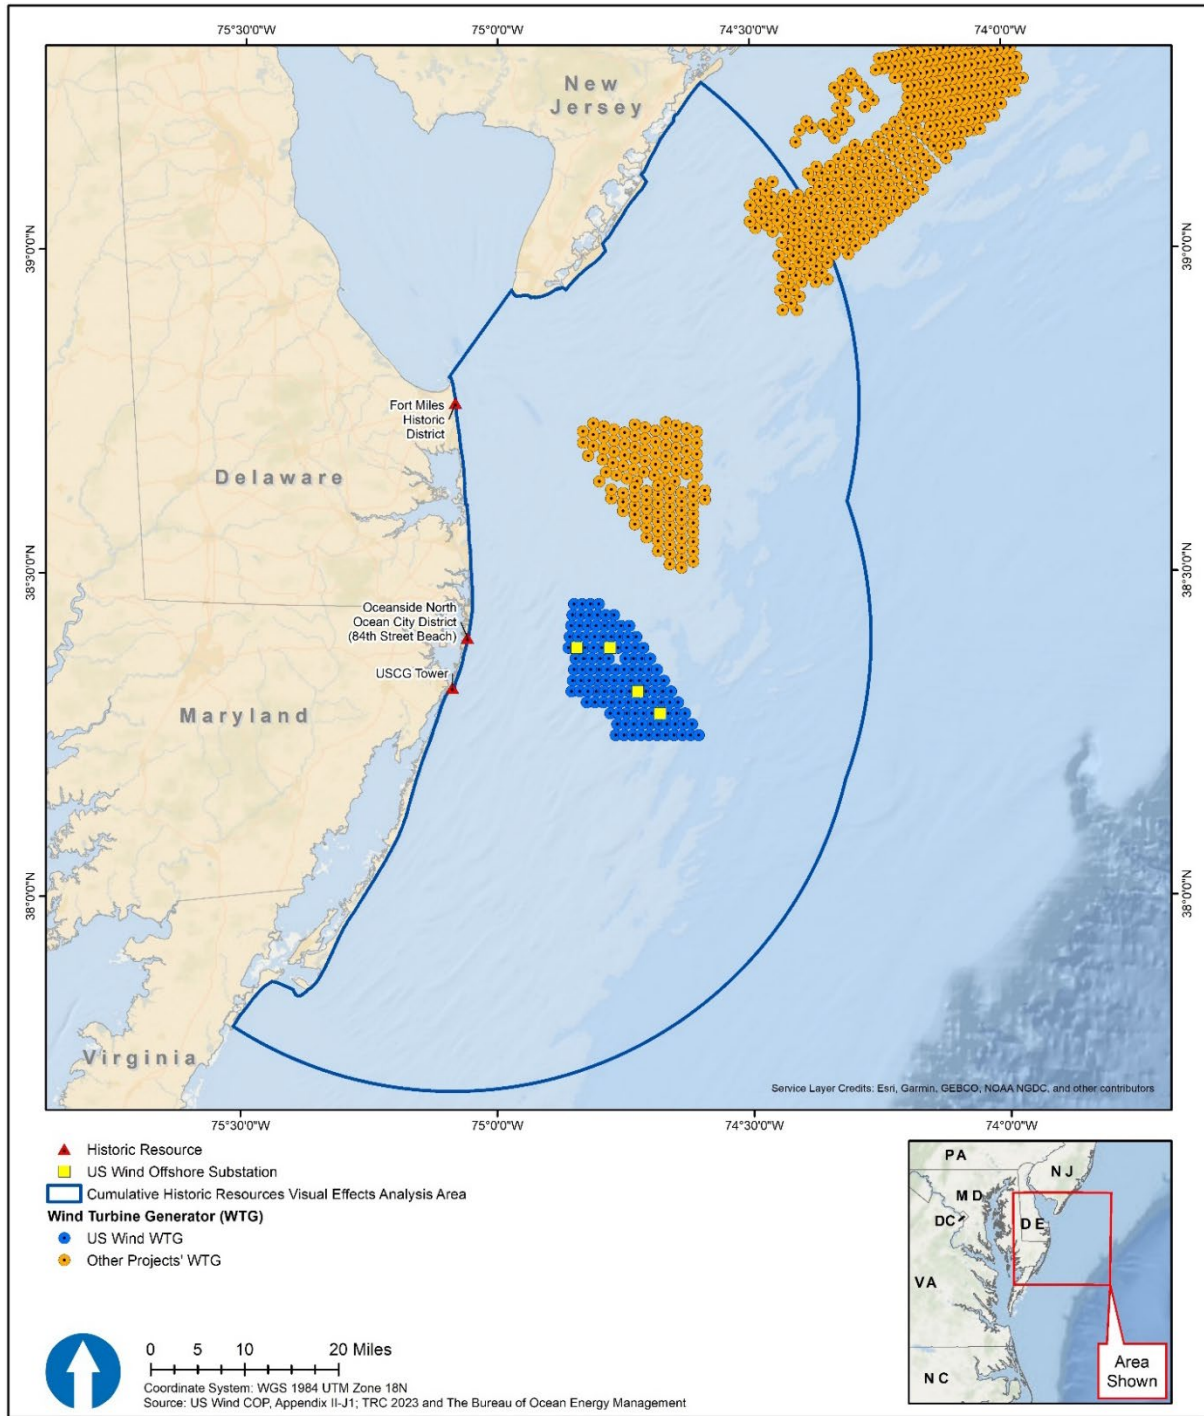 75°30'0"W 75°0'0"W 74°30'0"W 74°0'0"W
New
Jersey
39°0'0"N 39°0'0"N
Fort Miles
Historic
District
Delaware
38°30'0"N 38°30'0"N
Oceanside North
Ocean City District
(84th Street Beach)
USCG Tower
Maryland
38°0'0"N 38°0'0"N
Virginia
Service Layer Credits: Esri, Garmin, GEBCO, NOAA NGDC, and other contributors
75°30'0"W 75°0'0"W 74°30'0"W 74°0'0"W
Historic Resource
US Wind Offshore Substation
Cumulative Historic Resources Visual Effects Analysis Area
Wind Turbine Generator (WTG)
US Wind WTG
Other Projects' WTG
0 5 10 20 Miles
Coordinate System: WGS 1984 UTM Zone 18N
Source: US Wind COP, Appendix II-J1; TRC 2023 and The Bureau of Ocean Energy Management
PA
NJ
MD
DC
DE
VA
NC
Area
Shown